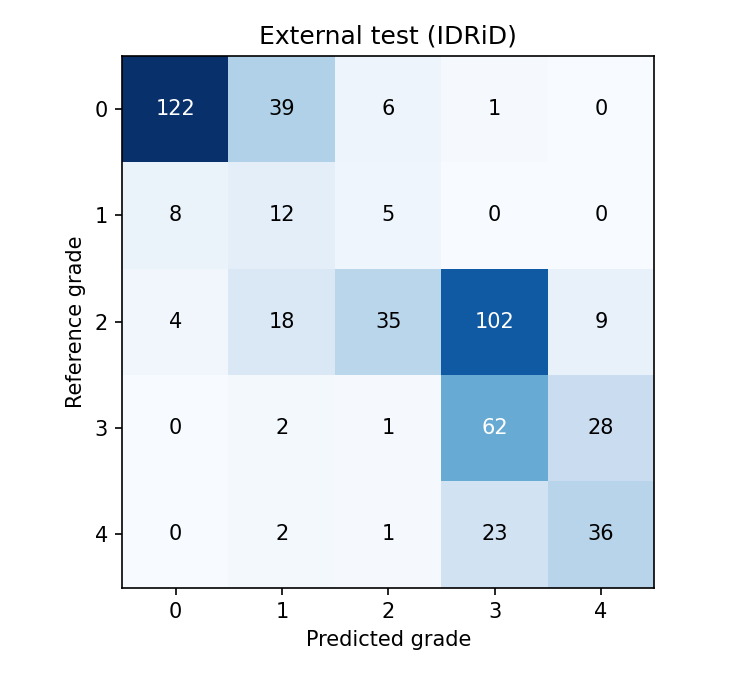 External test (IDRiD)
Reference grade
0 122 39 6 1 0
1 8 12 5 0 0
2 4 18 35 102 9
3 0 2 1 62 28
4 0 2 1 23 36
0 1 2 3 4
Predicted grade